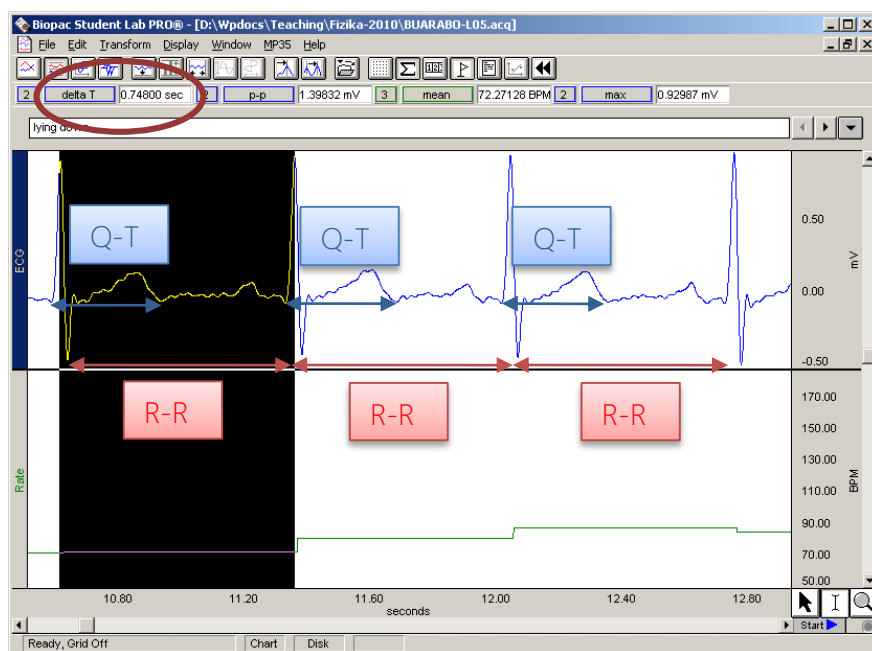 Biopac Student Lab PRO® - [D:\Wpdocs\Teaching\Fizika-2010\BUARABO-L05.acq]
File Edit Transform Display Window MP35 Help
2 delta T 0.74800 sec 2 p-p 1.39832 mV 3 mean 72.27128 BPM 2 max 0.92987 mV
lying down
ECG
Q-T Q-T Q-T
0.50
0.00
-0.50
mV
R-R R-R R-R
Rate
170.00
150.00
130.00
110.00
90.00
70.00
50.00
BPM
10.80 11.20 11.60 12.00 12.40 12.80
seconds
Start
Ready, Grid Off Chart Disk